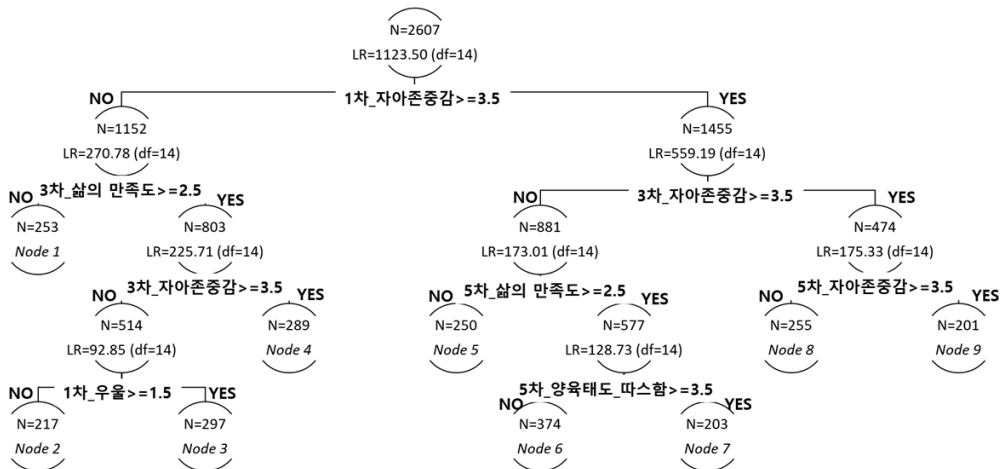 N=2607
LR=1123.50 (df=14)
NO
1차_자아존중감>=3.5
YES
N=1152
LR=270.78 (df=14)
N=1455
LR=559.19 (df=14)
NO
3차_삶의 만족도>=2.5
YES
NO
3차_자아존중감>=3.5
YES
N=253
Node 1
N=803
LR=225.71 (df=14)
N=881
LR=173.01 (df=14)
N=474
LR=175.33 (df=14)
NO
3차_자아존중감>=3.5
YES
NO
5차_삶의 만족도>=2.5
YES
NO
5차_자아존중감>=3.5
YES
N=514
LR=92.85 (df=14)
N=289
Node 4
N=250
Node 5
N=577
LR=128.73 (df=14)
N=255
Node 8
N=201
Node 9
NO
1차_우울>=1.5
YES
NO
5차_양육태도_따스함>=3.5
YES
N=217
Node 2
N=297
Node 3
N=374
Node 6
N=203
Node 7